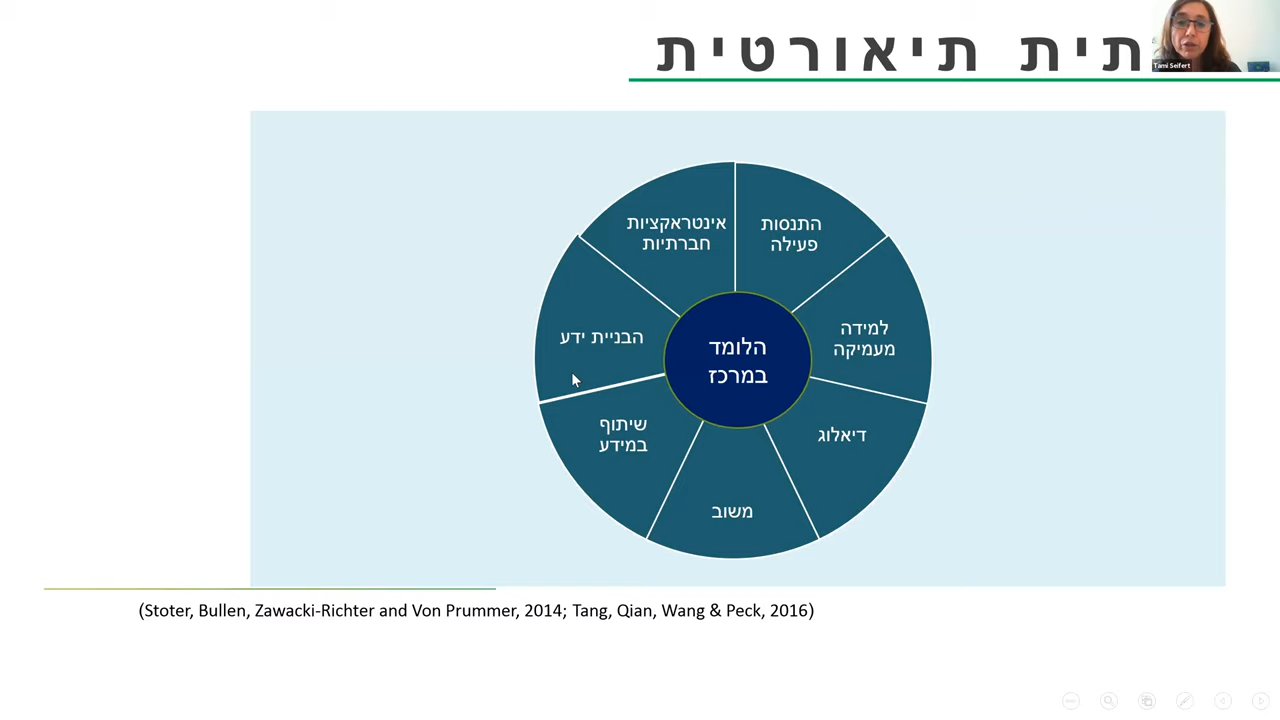 תית תיאורטית
Tami Seifert
התנסות
פעילה
למידה
מעמיקה
דיאלוג
משוב
שיתוף
במידע
הבניית ידע
אינטראקציות
חברתיות
הלומד
במרכז
(Stoter, Bullen, Zawacki-Richter and Von Prummer, 2014; Tang, Qian, Wang & Peck, 2016)